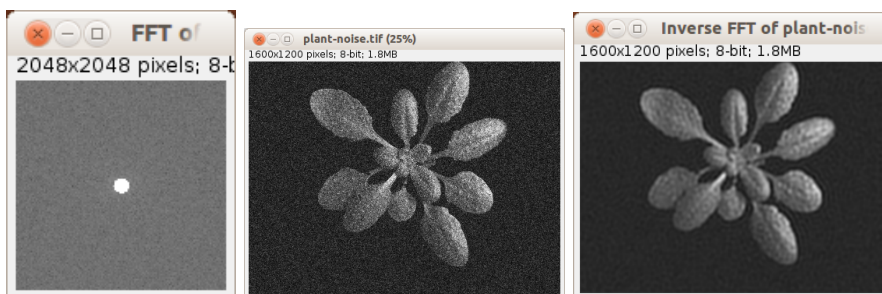 FFT of
2048x2048 pixels; 8-b
plant-noise.tif (25%)
1600x1200 pixels; 8-bit; 1.8MB
Inverse FFT of plant-nois
1600x1200 pixels; 8-bit; 1.8MB